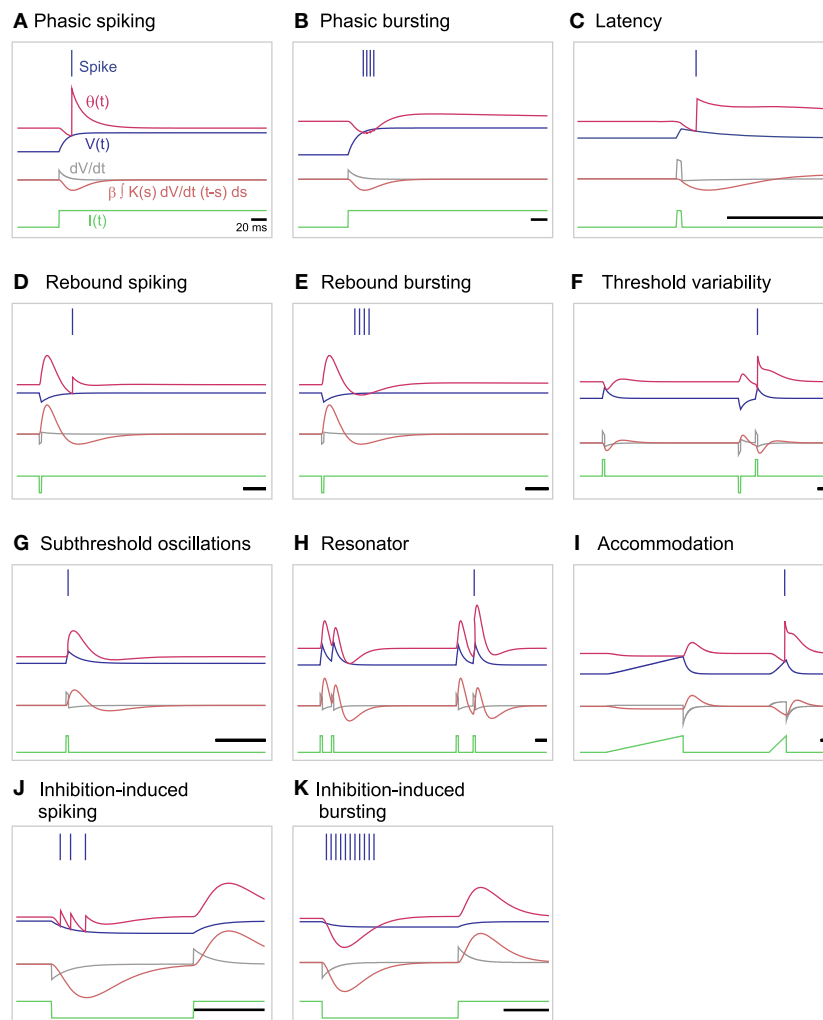 A Phasic spiking
B Phasic bursting
C Latency
Spike
θ(t)
V(t)
dV/dt
β ∫ K(s) dV/dt (t-s) ds
I(t)
20 ms
D Rebound spiking
E Rebound bursting
F Threshold variability
G Subthreshold oscillations
H Resonator
I Accommodation
J Inhibition-induced
spiking
K Inhibition-induced
bursting